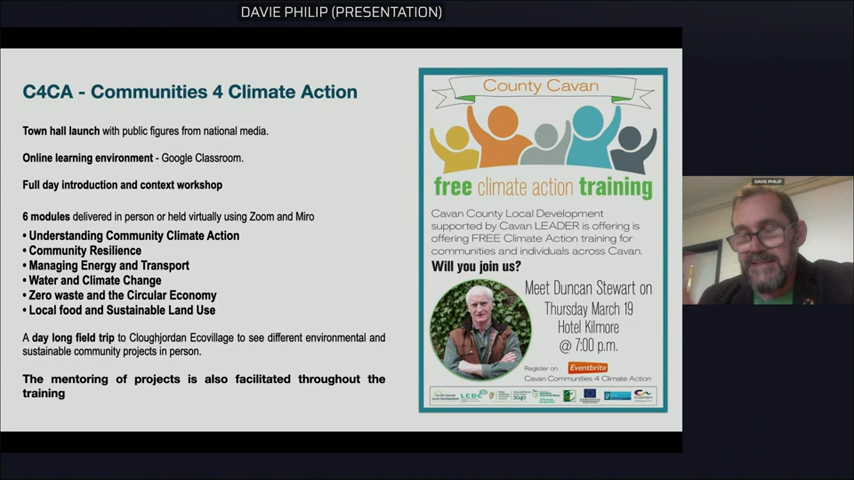 DAVIE PHILIP (PRESENTATION)
C4CA - Communities 4 Climate Action
Town hall launch with public figures from national media.
Online learning environment - Google Classroom.
Full day introduction and context workshop
6 modules delivered in person or held virtually using Zoom and Miro
• Understanding Community Climate Action
• Community Resilience
• Managing Energy and Transport
• Water and Climate Change
• Zero waste and the Circular Economy
• Local food and Sustainable Land Use
A day long field trip to Cloughjordan Ecovillage to see different environmental and
sustainable community projects in person.
The mentoring of projects is also facilitated throughout the
training
County Cavan
free climate action training
Cavan County Local Development
supported by Cavan LEADER is offering is
offering FREE Climate Action training for
communities and individuals across Cavan.
Will you join us?
Meet Duncan Stewart on
Thursday March 19
Hotel Kilmore
@ 7:00 p.m.
Register on Eventbrite
Cavan Communities 4 Climate Action
LCDC
DAVIE PHILIP